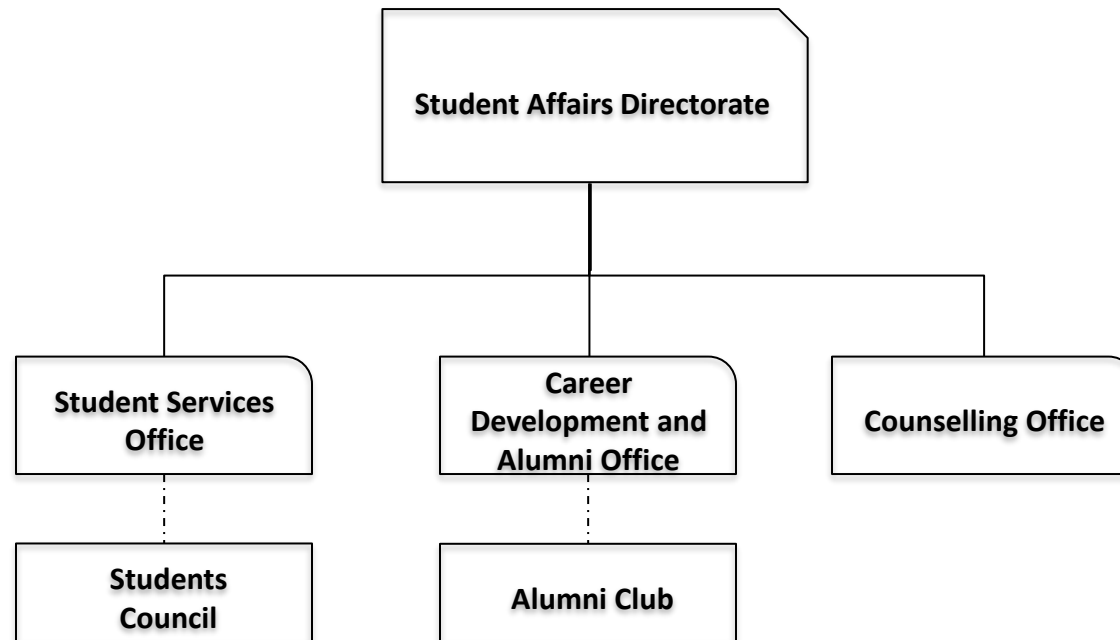 Student Affairs Directorate
Student Services
Office
Career
Development and
Alumni Office
Counselling Office
Students
Council
Alumni Club